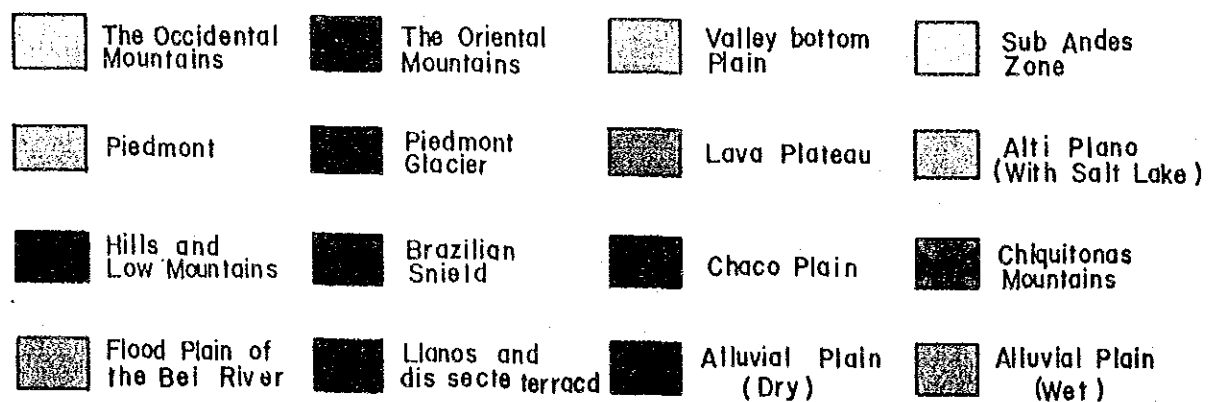 The Occidental
Mountains
The Oriental
Mountains
Valley bottom
Plain
Sub Andes
Zone
Piedmont
Piedmont
Glacier
Lava Plateau
Alti Plano
(With Salt Lake)
Hills and
Low Mountains
Brazilian
Snield
Chaco Plain
Chiquitonas
Mountains
Flood Plain of
the Bei River
Llanos and
dis secte terracd
Alluvial Plain
(Dry)
Alluvial Plain
(Wet)